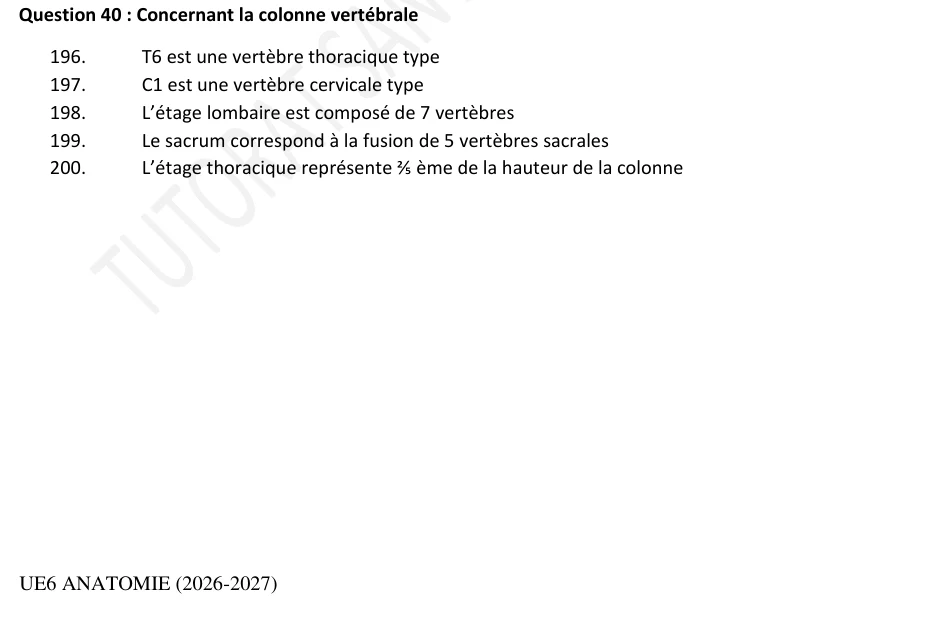 Question 40 : Concernant la colonne vertébrale
196. T6 est une vertèbre thoracique type
197. C1 est une vertèbre cervicale type
198. L’étage lombaire est composé de 7 vertèbres
199. Le sacrum correspond à la fusion de 5 vertèbres sacrales
200. L’étage thoracique représente ⅖ ème de la hauteur de la colonne
TUTORAT SANT
UE6 ANATOMIE (2026-2027)